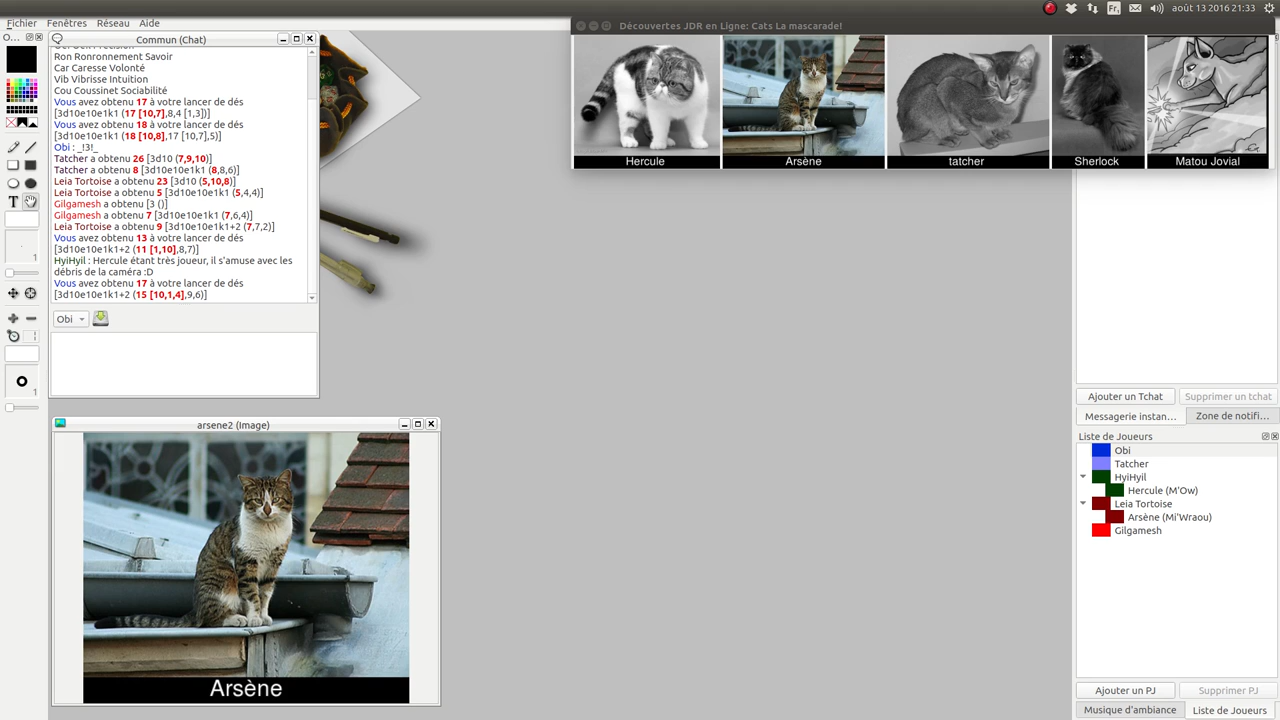 août 13 2016 21:33
Fr
Fichier Fenêtres Réseau Aide
O...
Commun (Chat)
Ron Ronronnement Savoir
Car Caresse Volonté
Vib Vibrisse Intuition
Cou Coussinet Sociabilité
Vous avez obtenu 17 à votre lancer de dés
[3d10e10e1k1 (17 [10,7],8,4 [1,3])]
Vous avez obtenu 18 à votre lancer de dés
[3d10e10e1k1 (18 [10,8],17 [10,7],5)]
Obi : _!3!_
Tatcher a obtenu 26 [3d10 (7,9,10)]
Tatcher a obtenu 8 [3d10e10e1k1 (8,8,6)]
Leia Tortoise a obtenu 23 [3d10 (5,10,8)]
Leia Tortoise a obtenu 5 [3d10e10e1k1 (5,4,4)]
Gilgamesh a obtenu [3 ()]
Gilgamesh a obtenu 7 [3d10e10e1k1 (7,6,4)]
Leia Tortoise a obtenu 9 [3d10e10e1k1+2 (7,7,2)]
Vous avez obtenu 13 à votre lancer de dés
[3d10e10e1k1+2 (11 [1,10],8,7)]
HyiHyil : Hercule étant très joueur, il s'amuse avec les
débris de la caméra :D
Vous avez obtenu 17 à votre lancer de dés
[3d10e10e1k1+2 (15 [10,1,4],9,6)]
Obi
T
1
1
1
arsene2 (Image)
Arsène
Découvertes JDR en Ligne: Cats La mascarade!
Hercule
Arsène
tatcher
Sherlock
Matou Jovial
Ajouter un Tchat
Supprimer un tchat
Messagerie instan...
Zone de notifi...
Liste de Joueurs
Obi
Tatcher
HyiHyil
Hercule (M'Ow)
Leia Tortoise
Arsène (Mi'Wraou)
Gilgamesh
Ajouter un PJ
Supprimer PJ
Musique d'ambiance
Liste de Joueurs